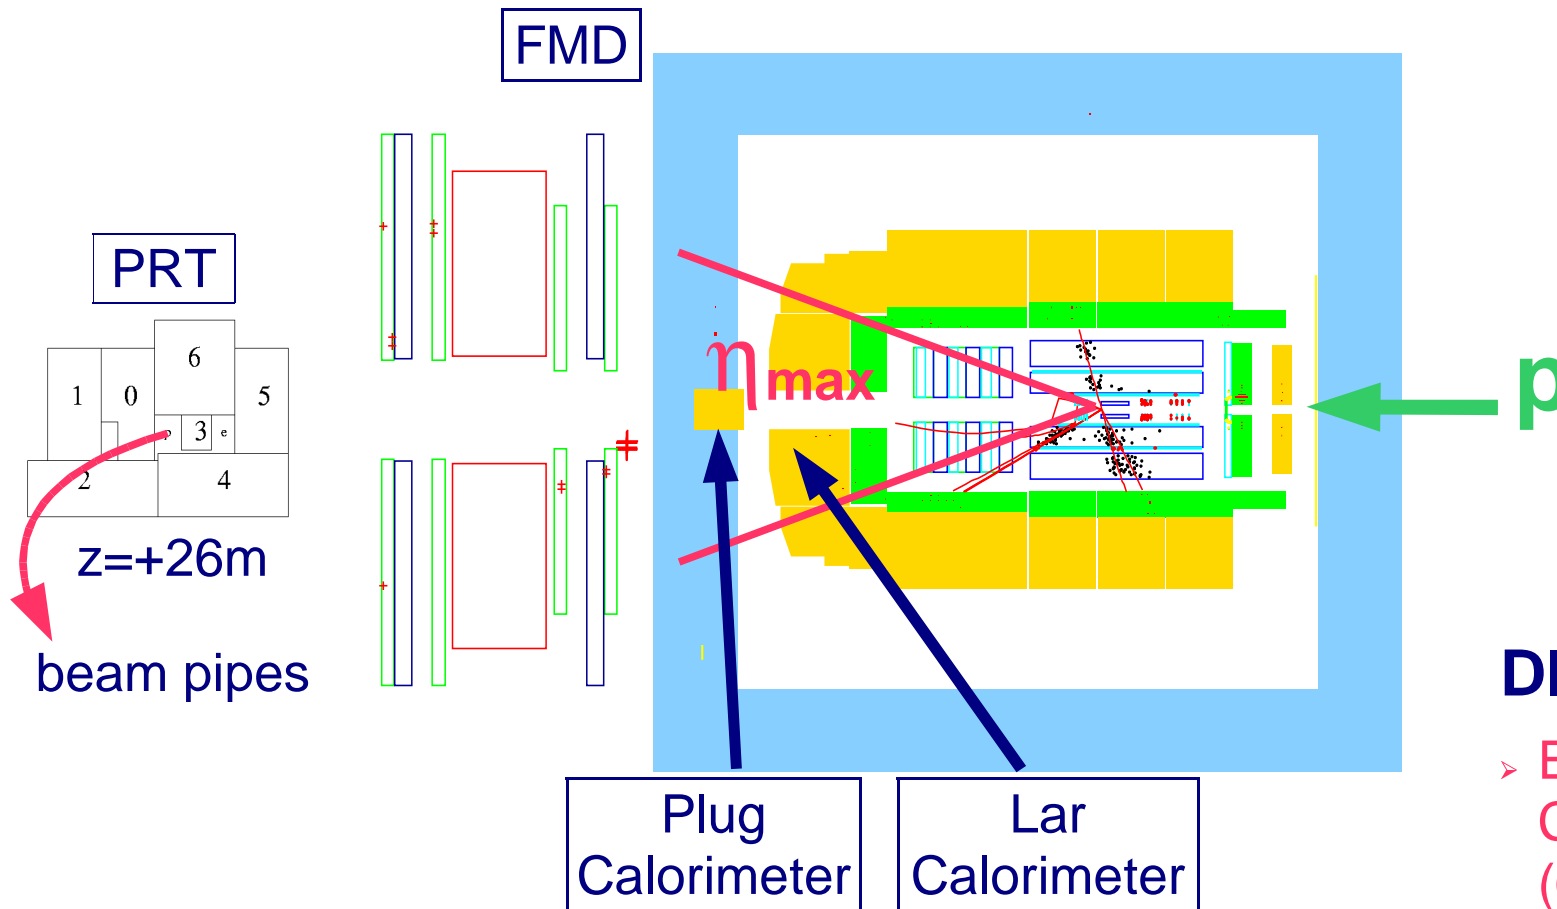 FMD
PRT
6
1 0 5
p 3 e
2 4
z=+26m
beam pipes
ηmax
p
Plug
Calorimeter
Lar
Calorimeter